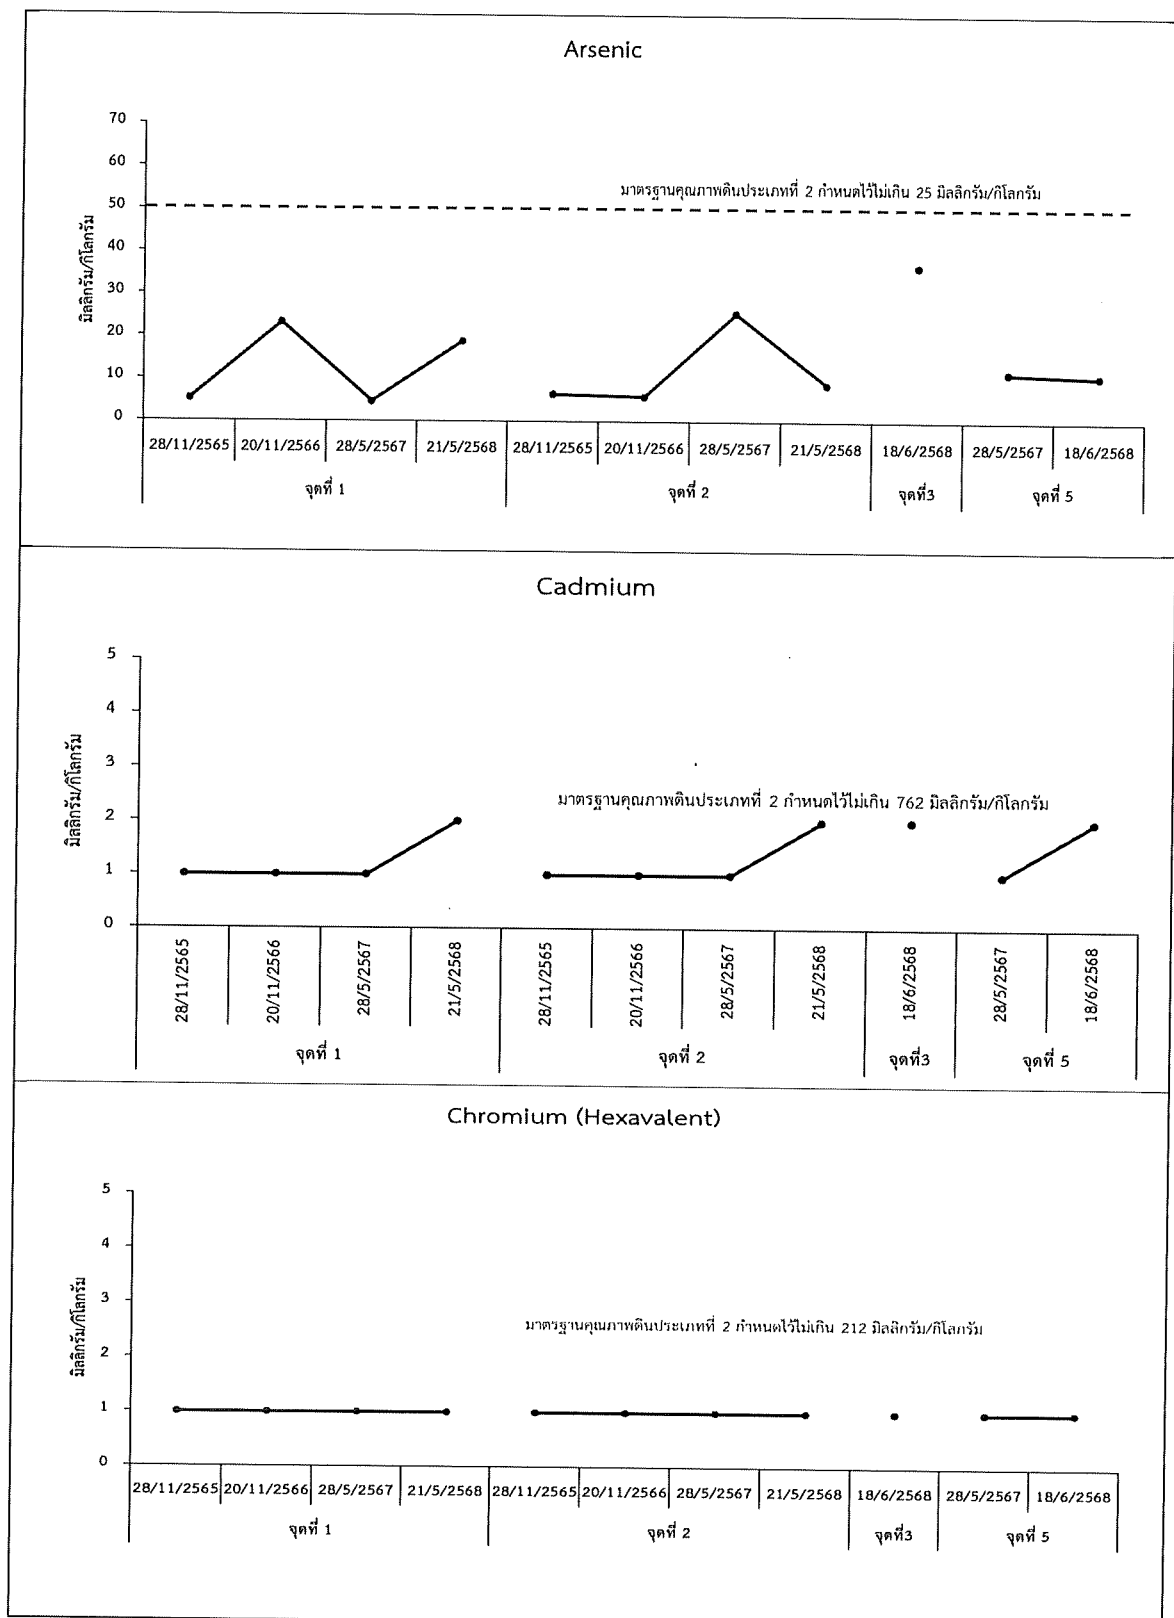 Arsenic
70
60
50
40
30
20
10
0
มิลลิกรัม/กิโลกรัม
มาตรฐานคุณภาพดินประเภทที่ 2 กำหนดไว้ไม่เกิน 25 มิลลิกรัม/กิโลกรัม
28/11/2565 20/11/2566 28/5/2567 21/5/2568 28/11/2565 20/11/2566 28/5/2567 21/5/2568 18/6/2568 28/5/2567 18/6/2568
จุดที่ 1 จุดที่ 2 จุดที่3 จุดที่ 5
Cadmium
5
4
3
2
1
0
มิลลิกรัม/กิโลกรัม
มาตรฐานคุณภาพดินประเภทที่ 2 กำหนดไว้ไม่เกิน 762 มิลลิกรัม/กิโลกรัม
28/11/2565 20/11/2566 28/5/2567 21/5/2568 28/11/2565 20/11/2566 28/5/2567 21/5/2568 18/6/2568 28/5/2567 18/6/2568
จุดที่ 1 จุดที่ 2 จุดที่3 จุดที่ 5
Chromium (Hexavalent)
5
4
3
2
1
0
มิลลิกรัม/กิโลกรัม
มาตรฐานคุณภาพดินประเภทที่ 2 กำหนดไว้ไม่เกิน 212 มิลลิกรัม/กิโลกรัม
28/11/2565 20/11/2566 28/5/2567 21/5/2568 28/11/2565 20/11/2566 28/5/2567 21/5/2568 18/6/2568 28/5/2567 18/6/2568
จุดที่ 1 จุดที่ 2 จุดที่3 จุดที่ 5